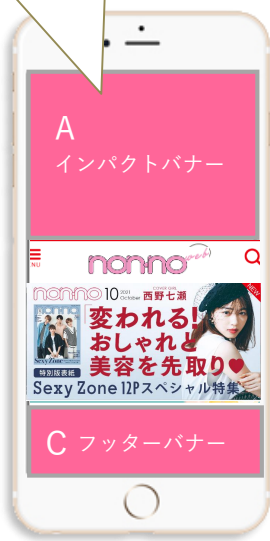 A
インパクトバナー
NU
non-no
web
non-no 10 2021 October COVER GIRL 西野七瀬
NEW
変われる!
おしゃれと
美容を先取り♥
Sexy Zone
特別版表紙
Sexy Zone 12Pスペシャル特集
C フッターバナー